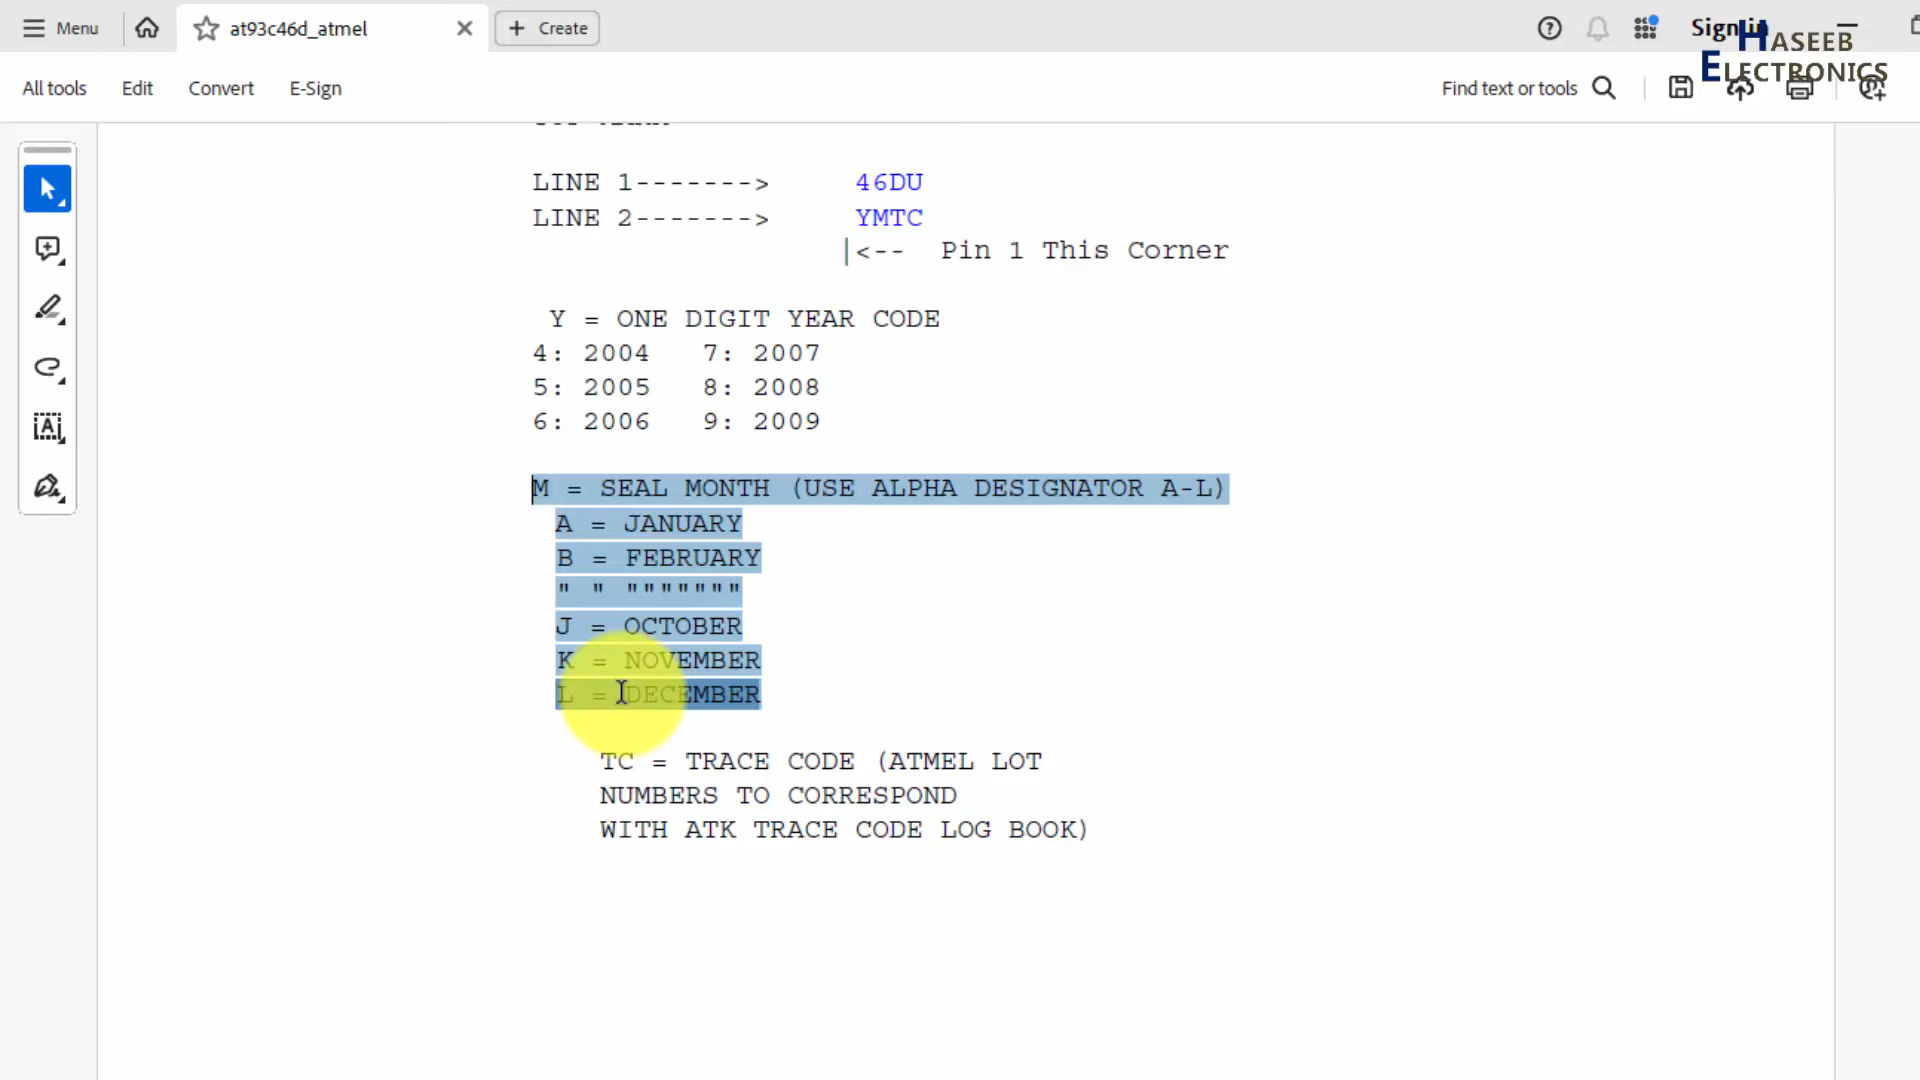 Menu
at93c46d_atmel
Create
Sign in
HASEEB
ELECTRONICS
All tools
Edit
Convert
E-Sign
Find text or tools
LINE 1-------> 46DU
LINE 2-------> YMTC
|<-- Pin 1 This Corner
Y = ONE DIGIT YEAR CODE
4: 2004 7: 2007
5: 2005 8: 2008
6: 2006 9: 2009
M = SEAL MONTH (USE ALPHA DESIGNATOR A-L)
A = JANUARY
B = FEBRUARY
" " """""""
J = OCTOBER
K = NOVEMBER
L = DECEMBER
TC = TRACE CODE (ATMEL LOT
NUMBERS TO CORRESPOND
WITH ATK TRACE CODE LOG BOOK)